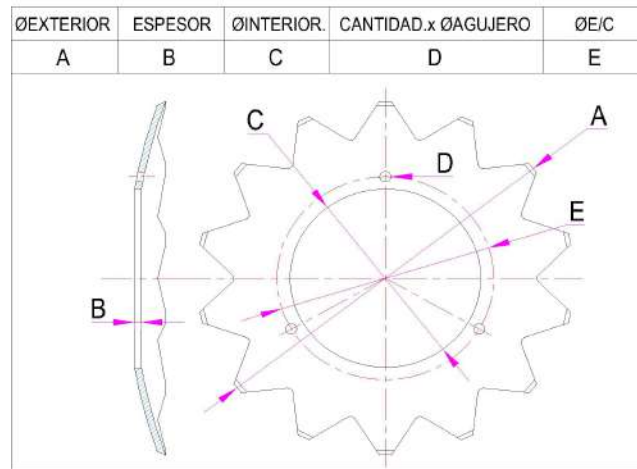 ØEXTERIOR ESPESOR ØINTERIOR. CANTIDAD.x ØAGUJERO ØE/C
A B C D E
C
A
D
E
B